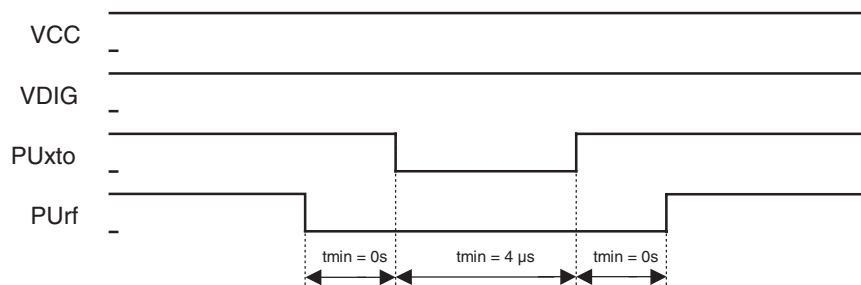 VCC
VDIG
PUxto
PUrf
tmin = 0s tmin = 4 µs tmin = 0s